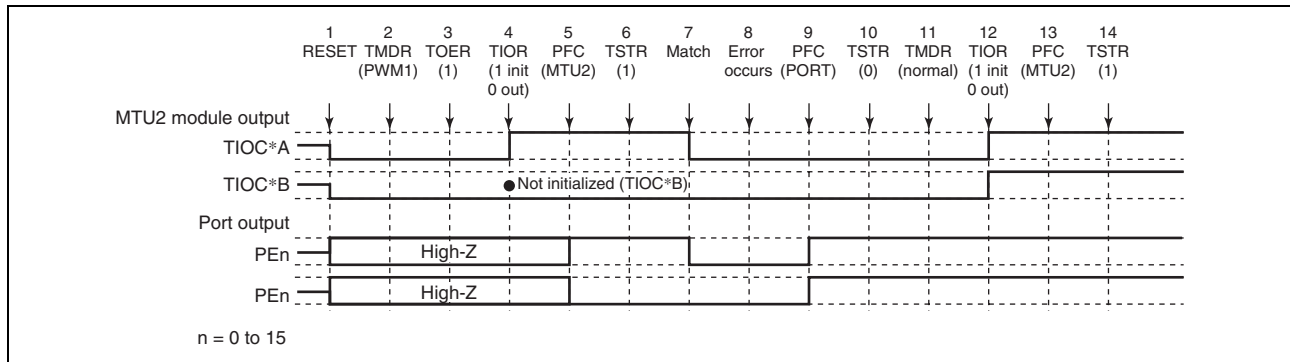 1 2 3 4 5 6 7 8 9 10 11 12 13 14
RESET TMDR TOER TIOR PFC TSTR Match Error PFC TSTR TMDR TIOR PFC TSTR
(PWM1) (1) (1 init (MTU2) (1) occurs (PORT) (0) (normal) (1 init (MTU2) (1)
0 out) 0 out)
MTU2 module output
TIOC*A
TIOC*B
Not initialized (TIOC*B)
Port output
PEn
High-Z
PEn
High-Z
n = 0 to 15